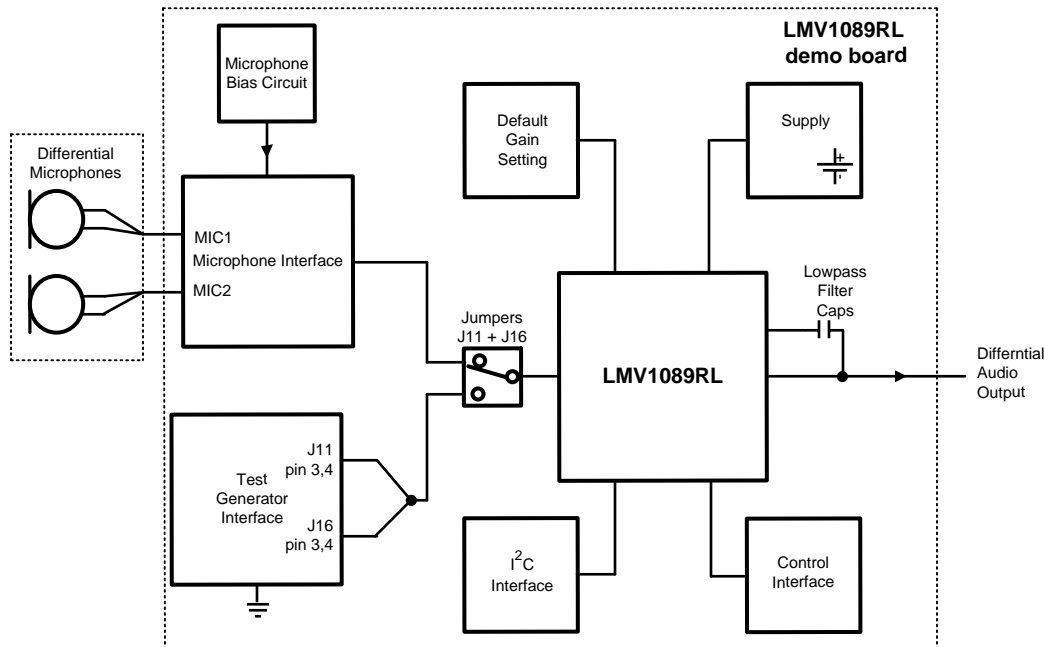 LMV1089RL
demo board
Microphone
Bias Circuit
Default
Gain
Setting
Supply
+
-
Differential
Microphones
MIC1
Microphone Interface
MIC2
Lowpass
Filter
Caps
Jumpers
J11 + J16
LMV1089RL
Differntial
Audio
Output
J11
pin 3,4
Test
Generator
Interface
J16
pin 3,4
I²C
Interface
Control
Interface